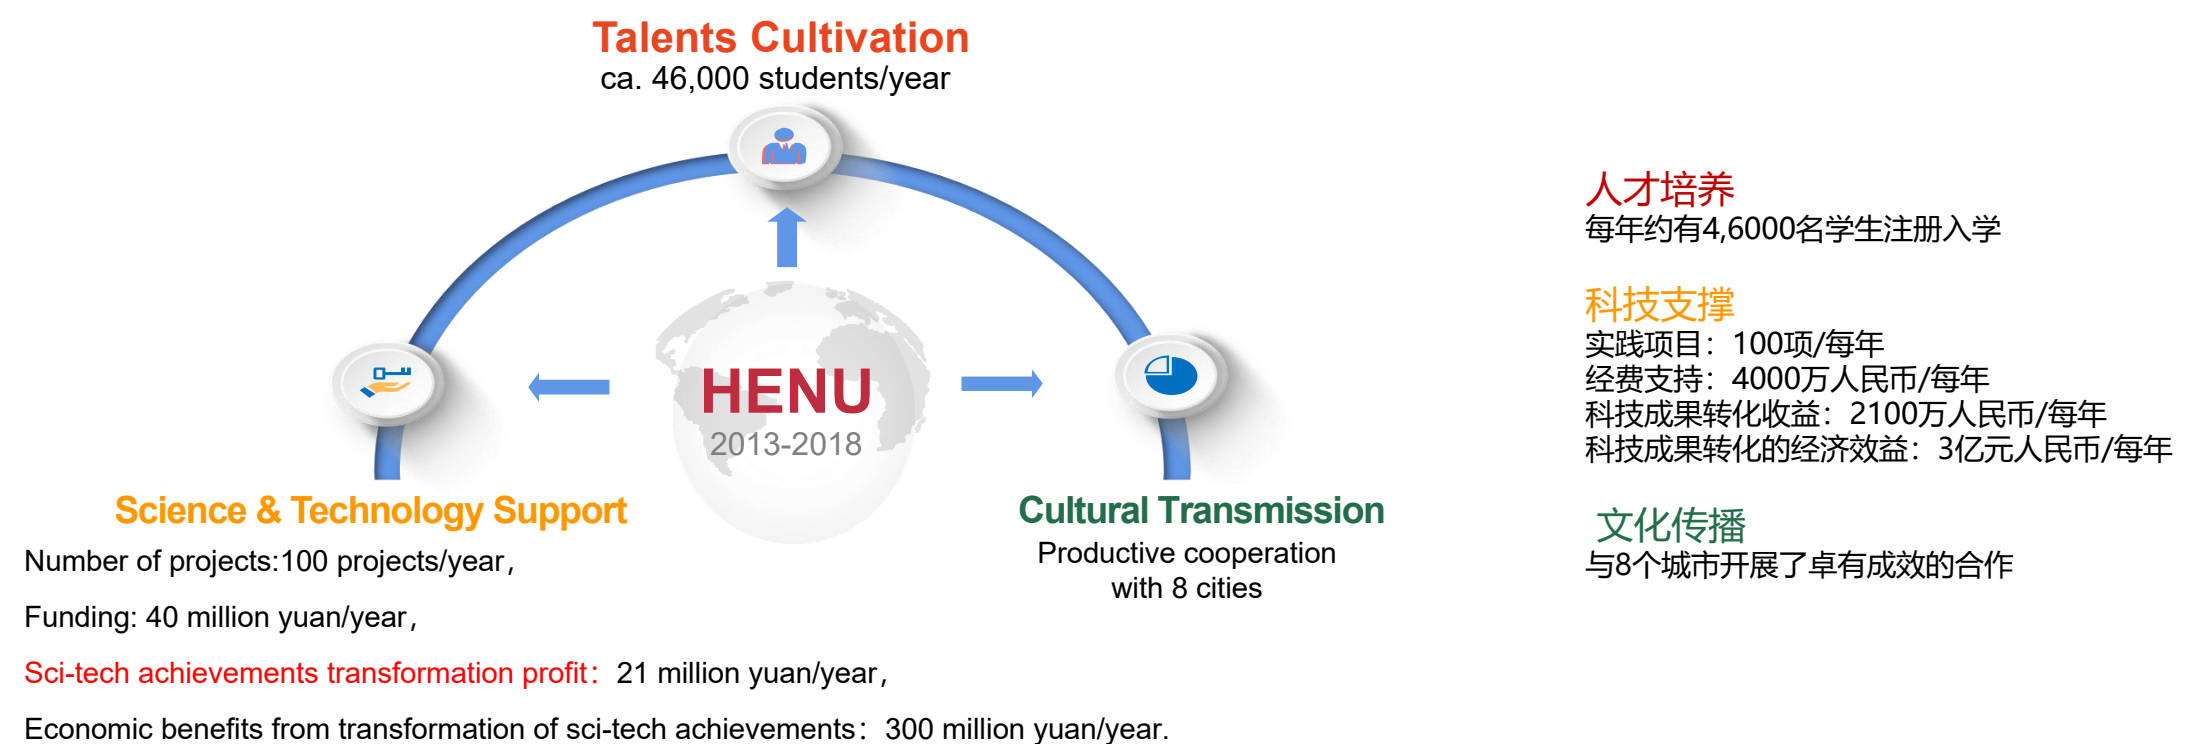 Talents Cultivation
ca. 46,000 students/year
HENU
2013-2018
Science & Technology Support
Number of projects:100 projects/year，
Funding: 40 million yuan/year，
Sci-tech achievements transformation profit：21 million yuan/year，
Economic benefits from transformation of sci-tech achievements：300 million yuan/year.
Cultural Transmission
Productive cooperation
with 8 cities
人才培养
每年约有4,6000名学生注册入学
科技支撑
实践项目：100项/每年
经费支持：4000万人民币/每年
科技成果转化收益：2100万人民币/每年
科技成果转化的经济效益：3亿元人民币/每年
文化传播
与8个城市开展了卓有成效的合作